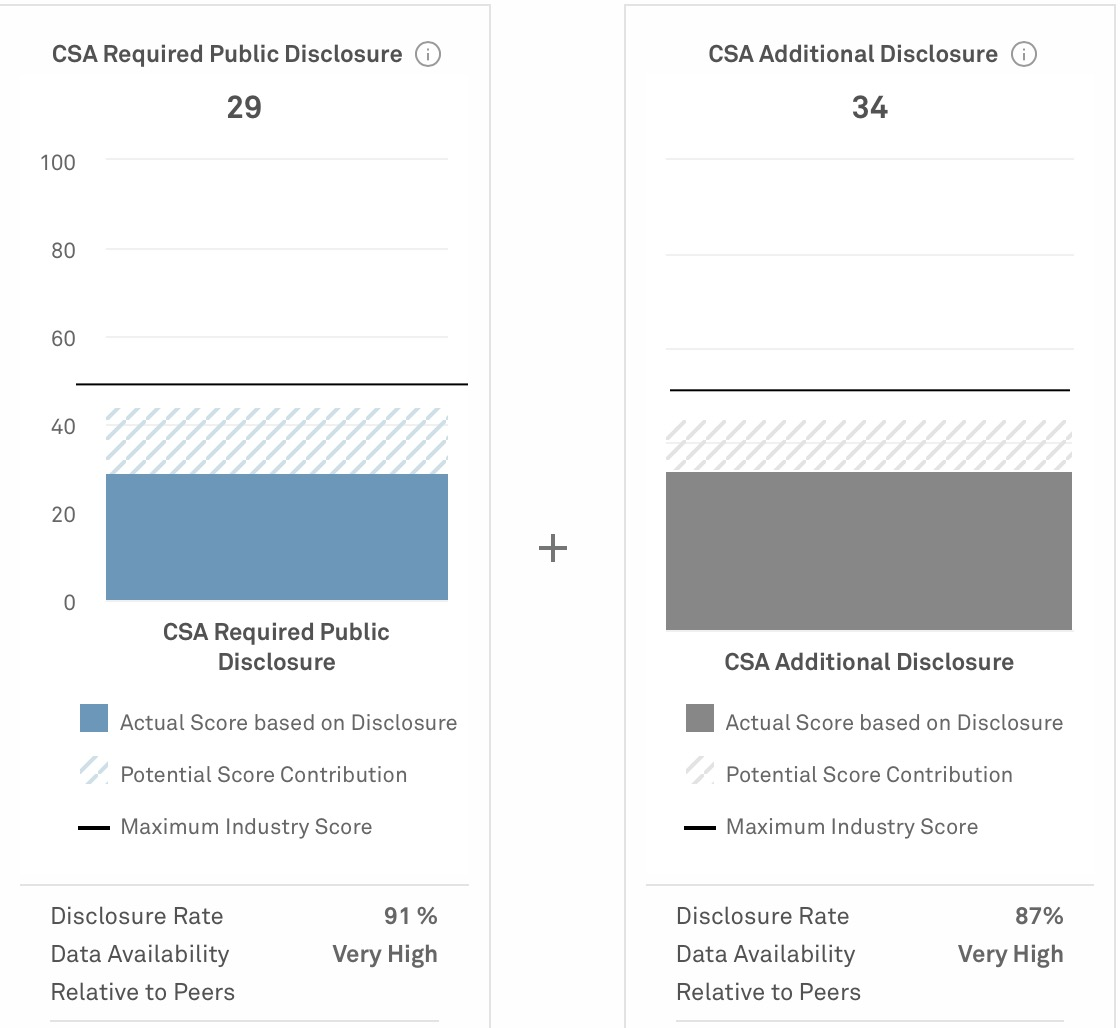 CSA Required Public Disclosure
29
100
80
60
40
20
0
CSA Required Public
Disclosure
Actual Score based on Disclosure
Potential Score Contribution
Maximum Industry Score
Disclosure Rate 91 %
Data Availability Very High
Relative to Peers
+
CSA Additional Disclosure
34
CSA Additional Disclosure
Actual Score based on Disclosure
Potential Score Contribution
Maximum Industry Score
Disclosure Rate 87%
Data Availability Very High
Relative to Peers